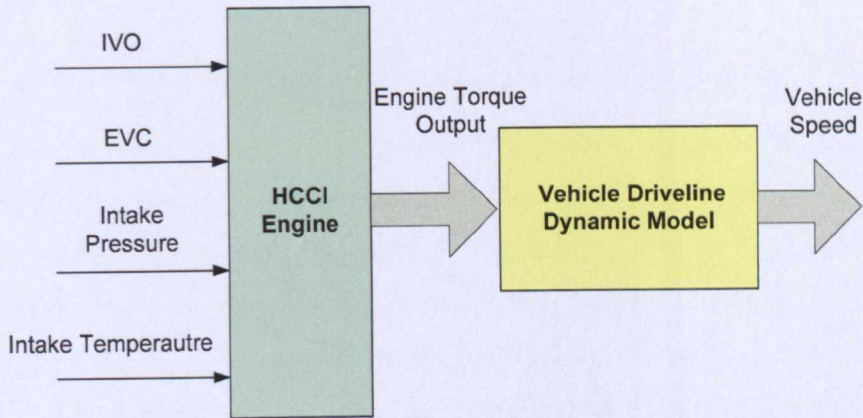 IVO
EVC
Intake
Pressure
Intake Temperautre
HCCI
Engine
Engine Torque
Output
Vehicle Driveline
Dynamic Model
Vehicle
Speed